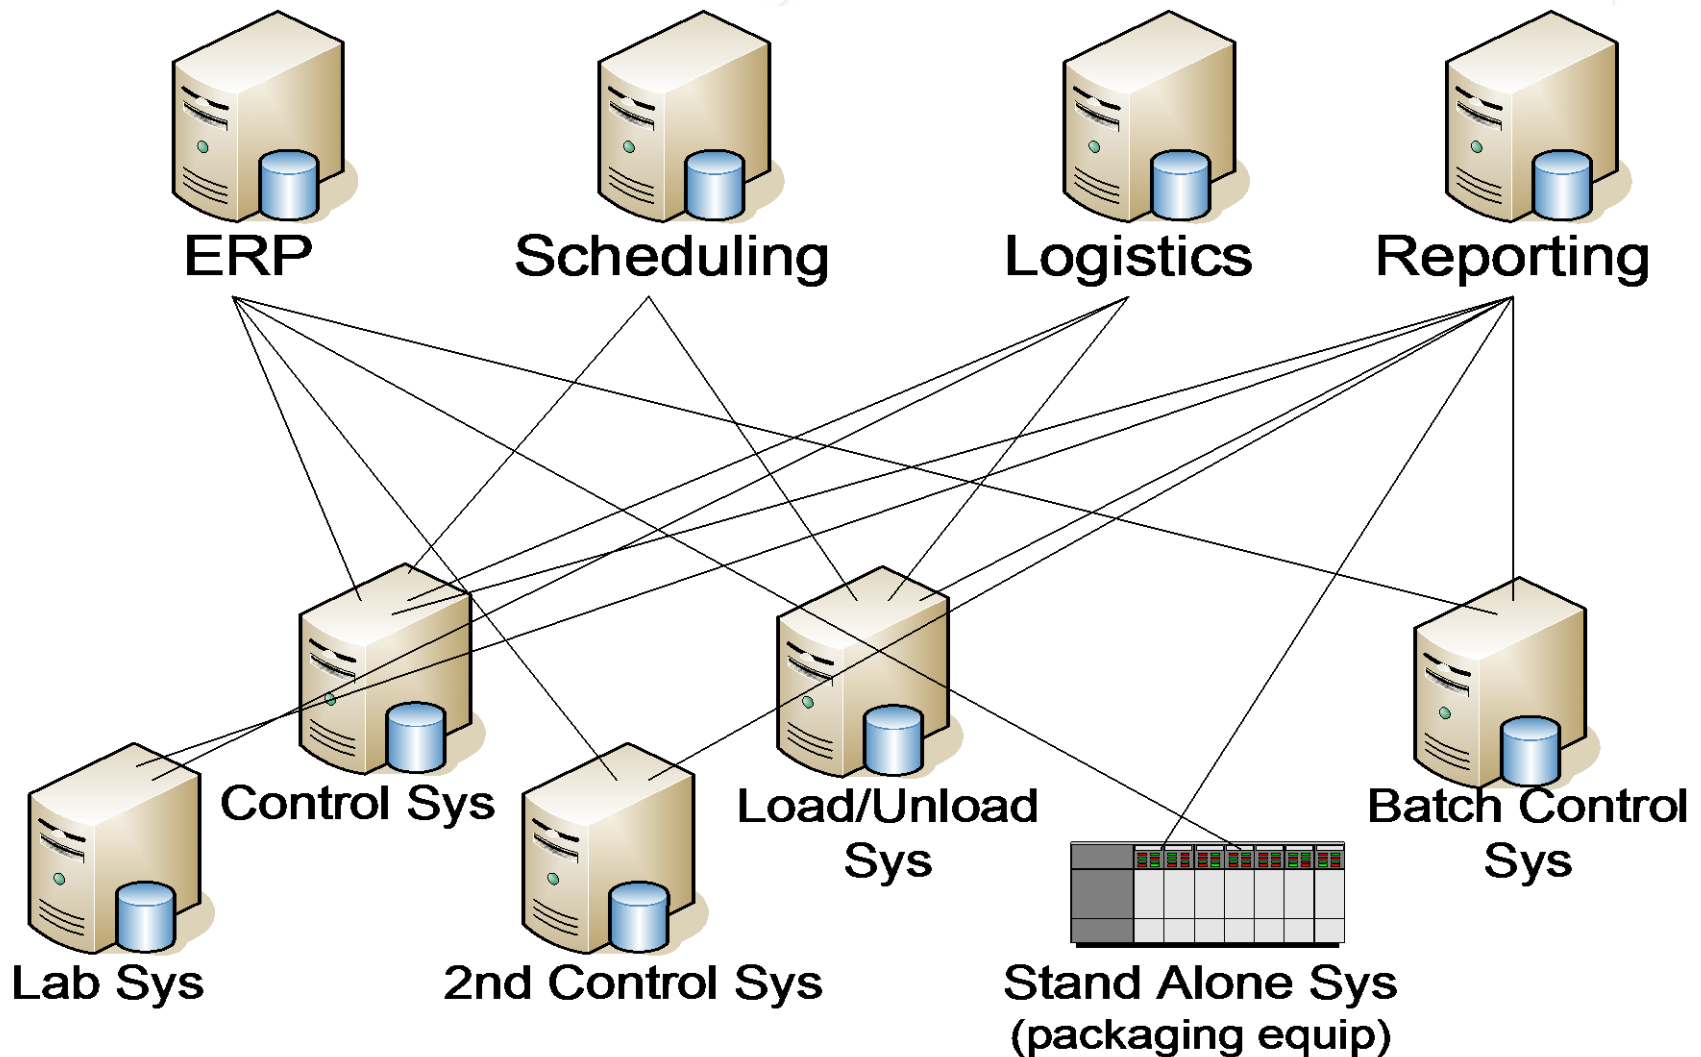 ERP
Scheduling
Logistics
Reporting
Control Sys
Load/Unload
Sys
Batch Control
Sys
Lab Sys
2nd Control Sys
Stand Alone Sys
(packaging equip)